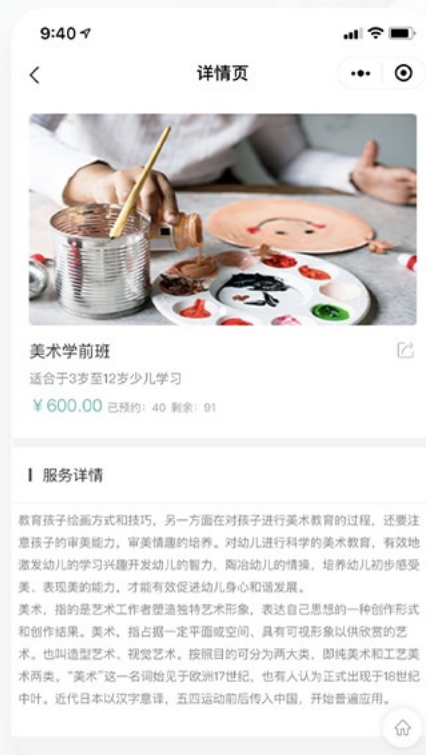 9:40
详情页
美术学前班
适合于3岁至12岁少儿学习
￥600.00 已预约：40 剩余：91
服务详情
教育孩子绘画方式和技巧，另一方面在对孩子进行美术教育的过程，还要注
意孩子的审美能力，审美情趣的培养。对幼儿进行科学的美术教育，有效地
激发幼儿的学习兴趣开发幼儿的智力、陶冶幼儿的情操，培养幼儿初步感受
美、表现美的能力，才能有效促进幼儿身心和谐发展。
美术，指的是艺术工作者塑造独特艺术形象，表达自己思想的一种创作形式
和创作结果。美术，指占据一定平面或空间、具有可视形象以供欣赏的艺
术。也叫造型艺术、视觉艺术。按照目的可分为两大类，即纯美术和工艺美
术两类。“美术”这一名词始见于欧洲17世纪，也有人认为正式出现于18世纪
中叶。近代日本以汉字意译，五四运动前后传入中国，开始普遍应用。